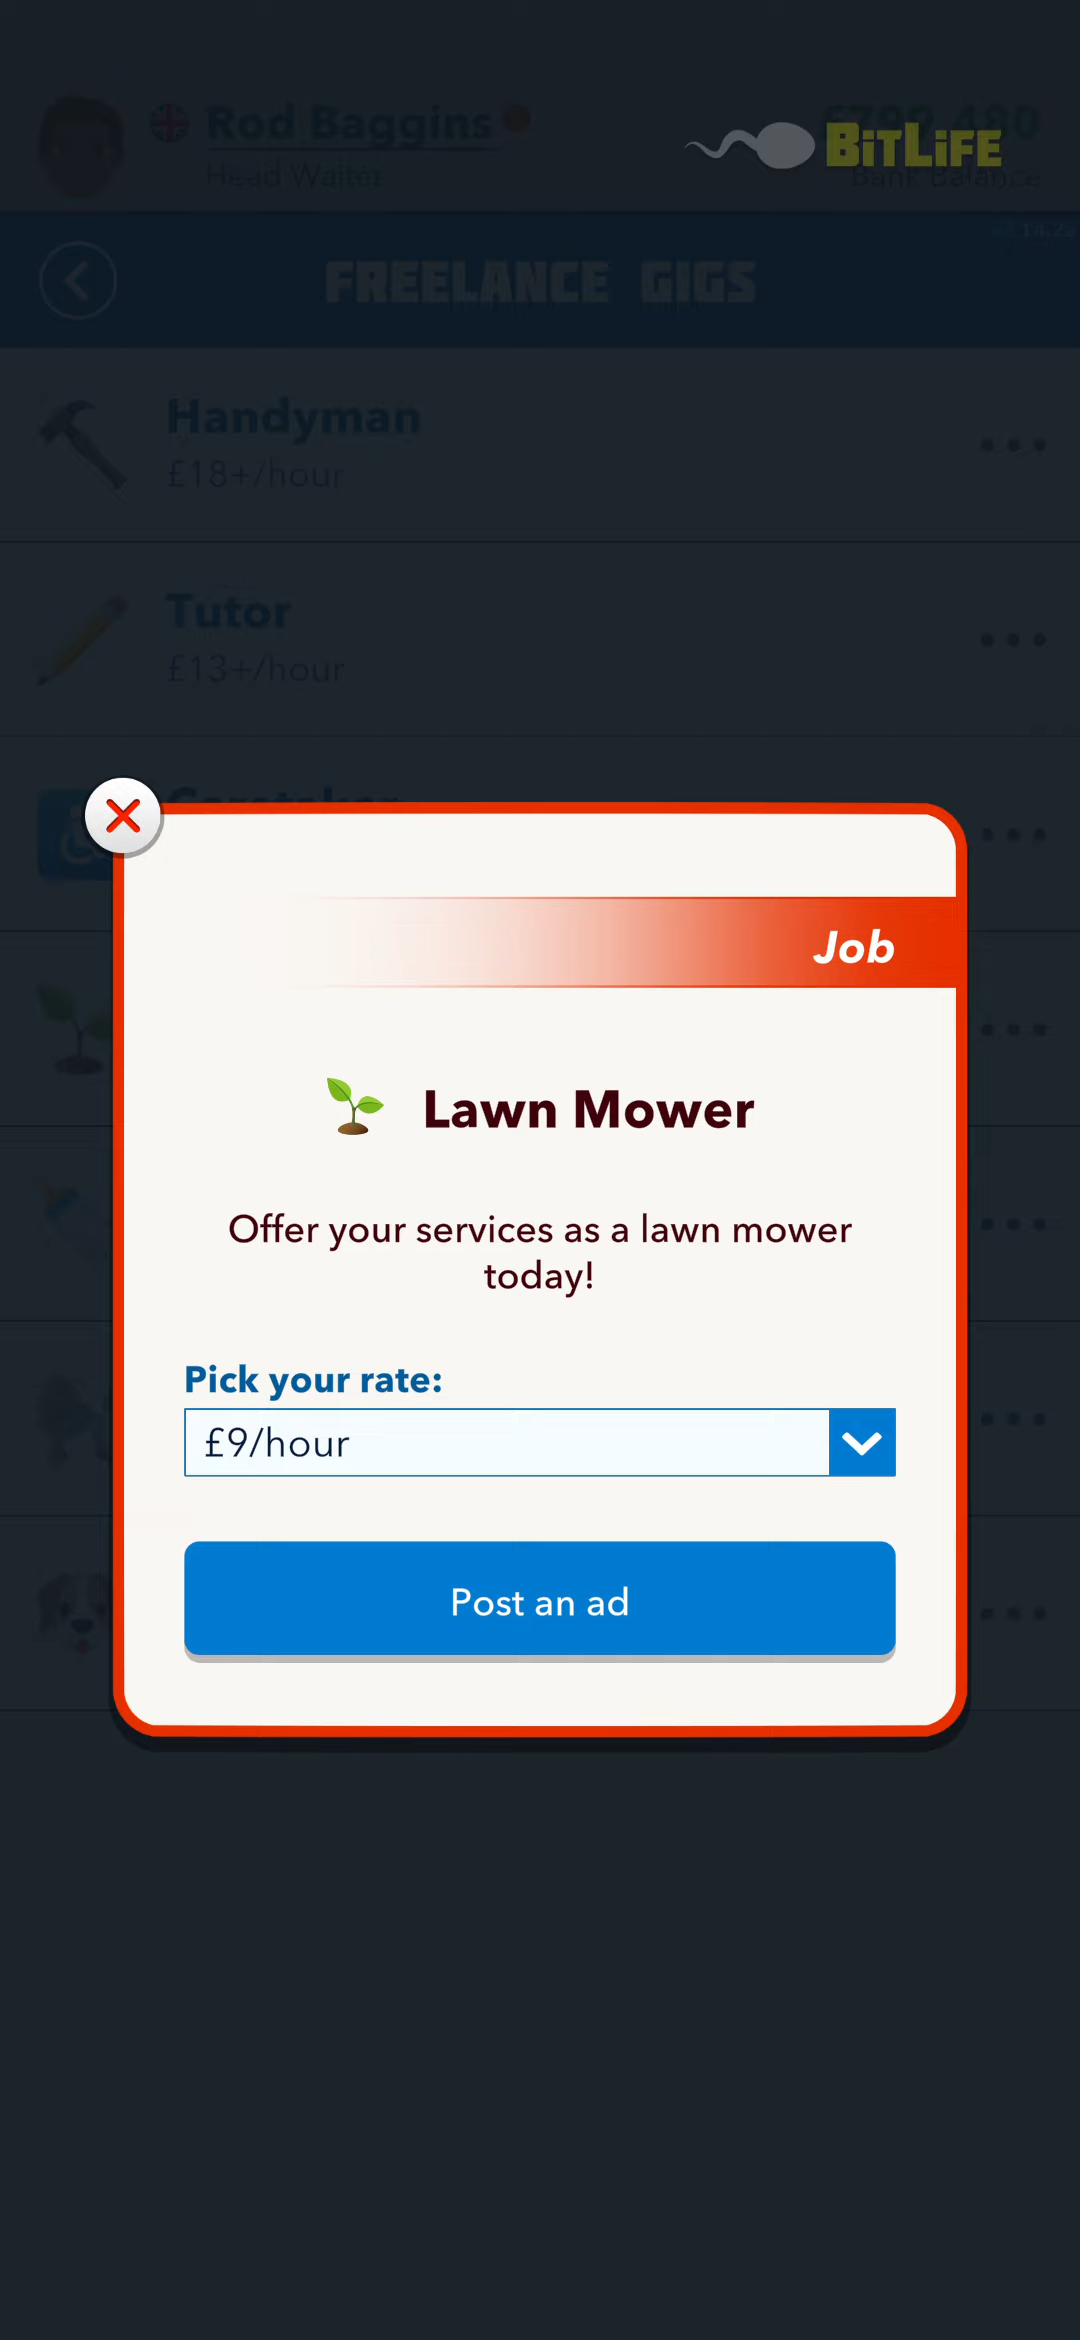 Rod Baggins
Head Waiter
BITLIFE
Bank Balance
FREELANCE GIGS
Handyman
£18+/hour
Tutor
£13+/hour
Job
Lawn Mower
Offer your services as a lawn mower
today!
Pick your rate:
£9/hour
Post an ad